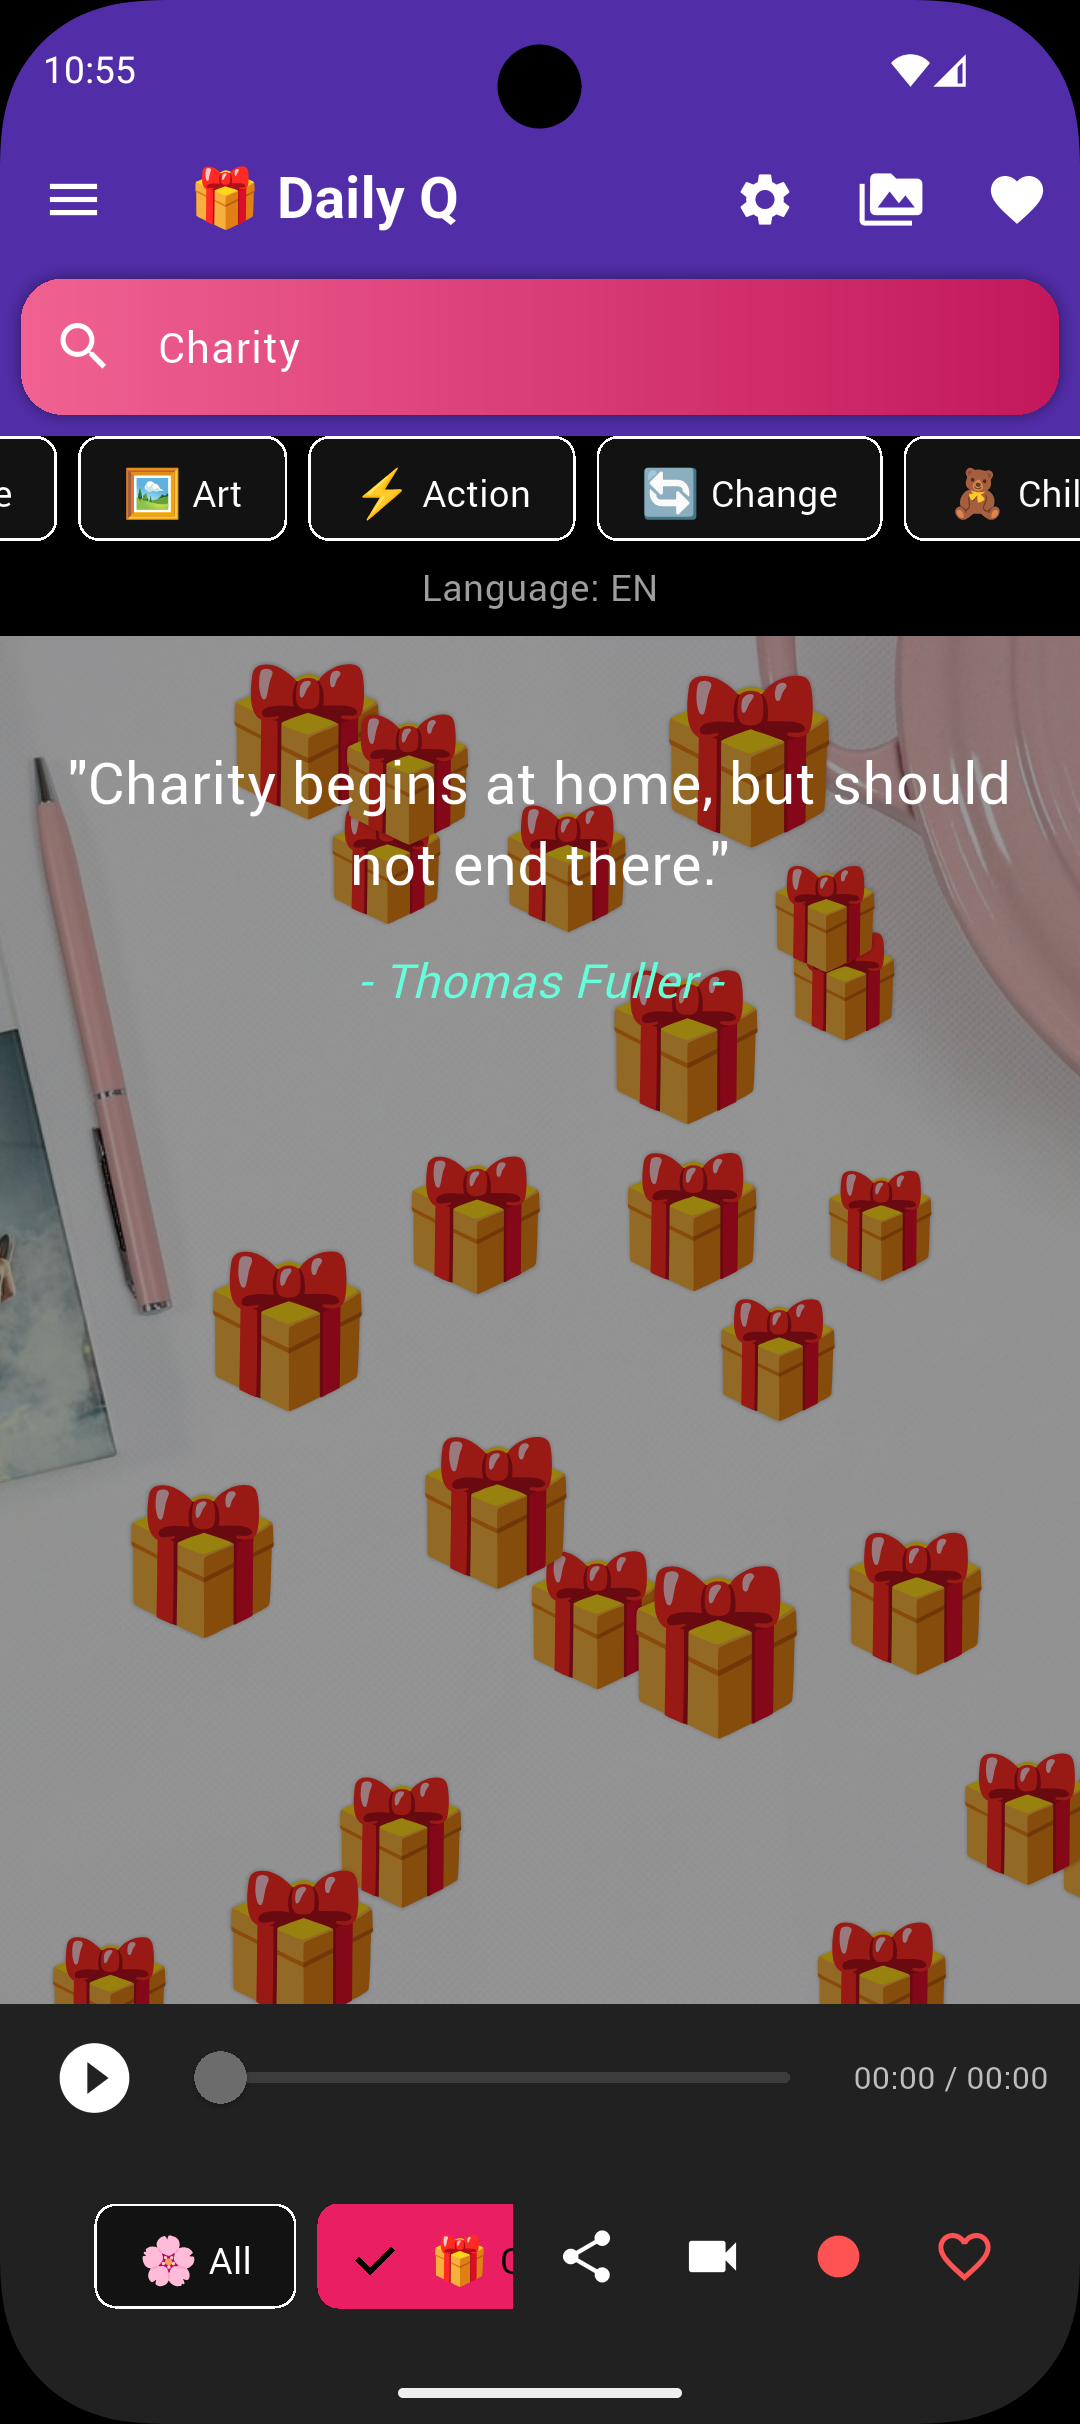 10:55
Daily Q
Charity
e
Art
Action
Change
Chil
Language: EN
"Charity begins at home, but should
not end there."
- Thomas Fuller -
00:00 / 00:00
All